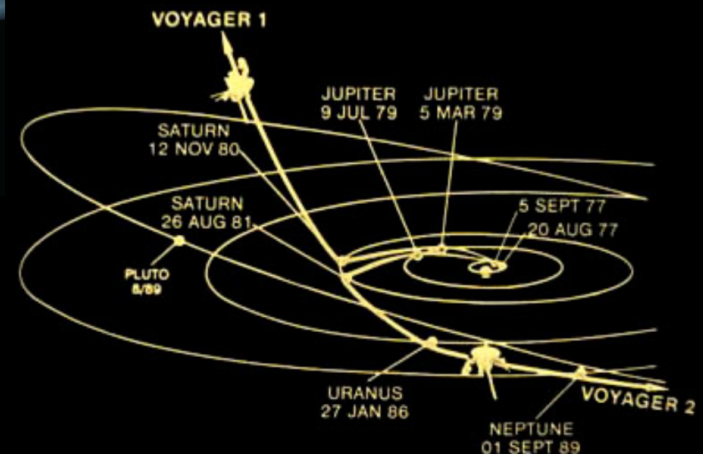 VOYAGER 1
JUPITER
9 JUL 79
JUPITER
5 MAR 79
SATURN
12 NOV 80
SATURN
26 AUG 81
5 SEPT 77
20 AUG 77
PLUTO
8/89
URANUS
27 JAN 86
VOYAGER 2
NEPTUNE
01 SEPT 89